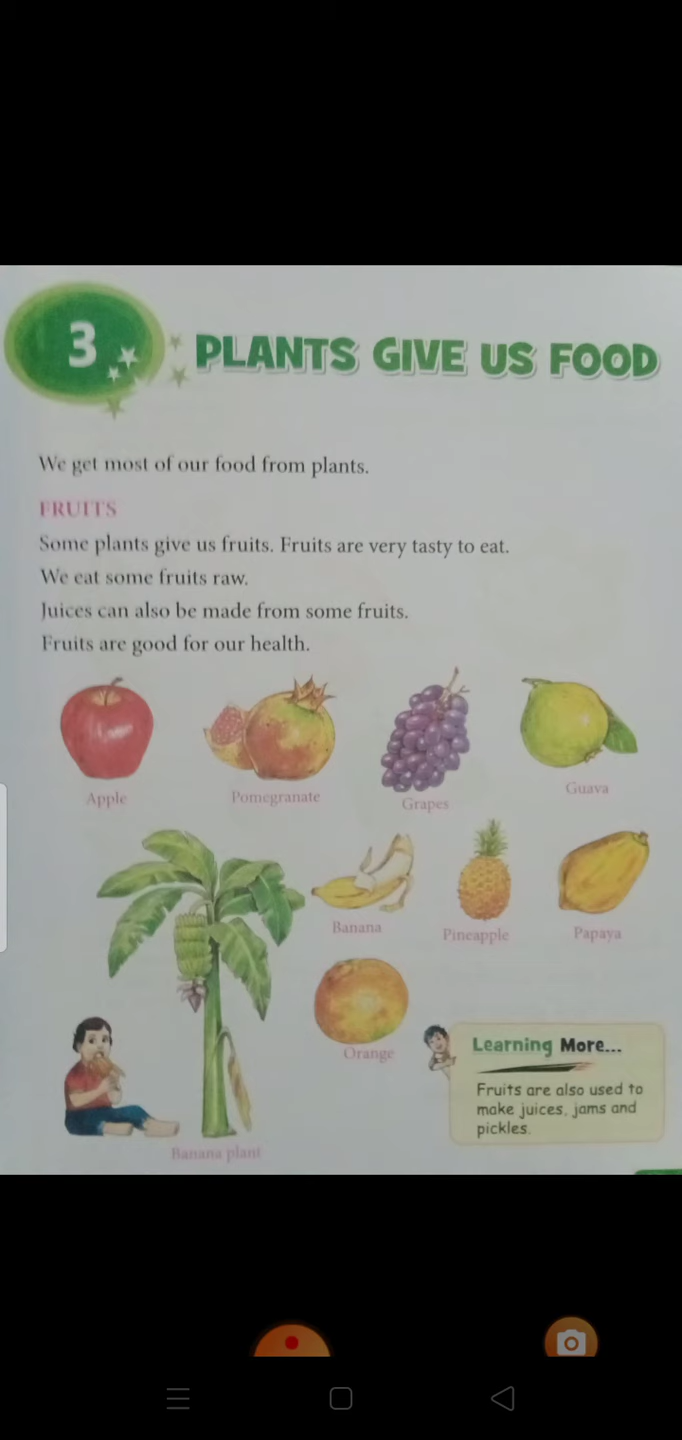 3
PLANTS GIVE US FOOD
We get most of our food from plants.
FRUITS
Some plants give us fruits. Fruits are very tasty to eat.
We eat some fruits raw.
Juices can also be made from some fruits.
Fruits are good for our health.
Apple
Pomegranate
Grapes
Guava
Banana
Pineapple
Papaya
Orange
Banana plant
Learning More...
Fruits are also used to
make juices, jams and
pickles.